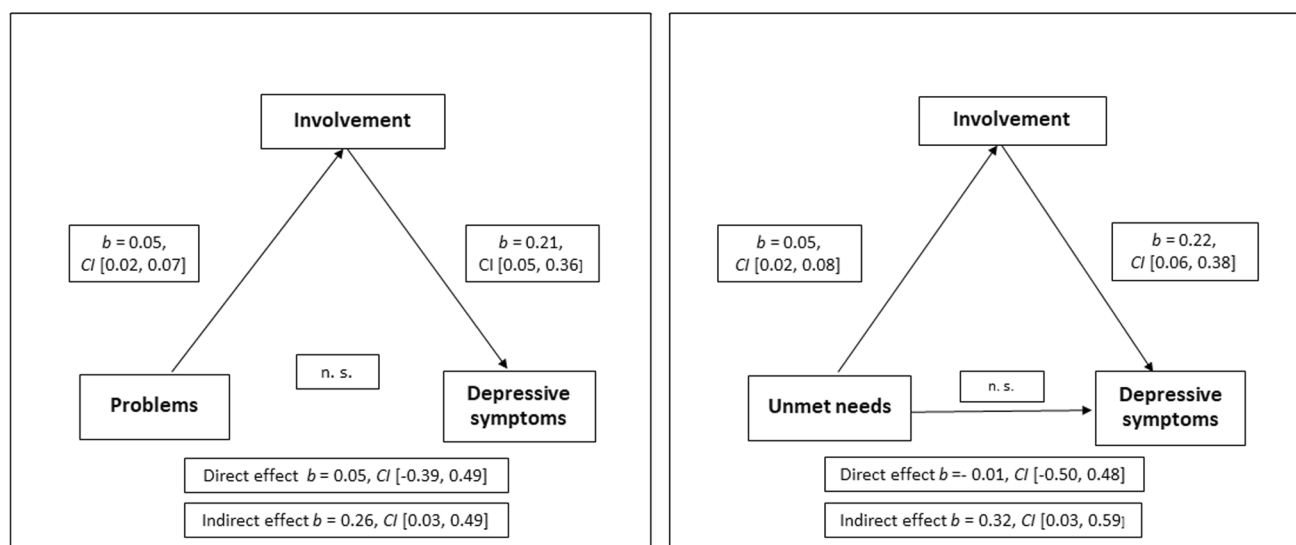 Involvement
b = 0.05,
CI [0.02, 0.07]
b = 0.21,
CI [0.05, 0.36]
n. s.
Problems
Depressive
symptoms
Direct effect b = 0.05, CI [-0.39, 0.49]
Indirect effect b = 0.26, CI [0.03, 0.49]
Involvement
b = 0.05,
CI [0.02, 0.08]
b = 0.22,
CI [0.06, 0.38]
n. s.
Unmet needs
Depressive
symptoms
Direct effect b =- 0.01, CI [-0.50, 0.48]
Indirect effect b = 0.32, CI [0.03, 0.59]